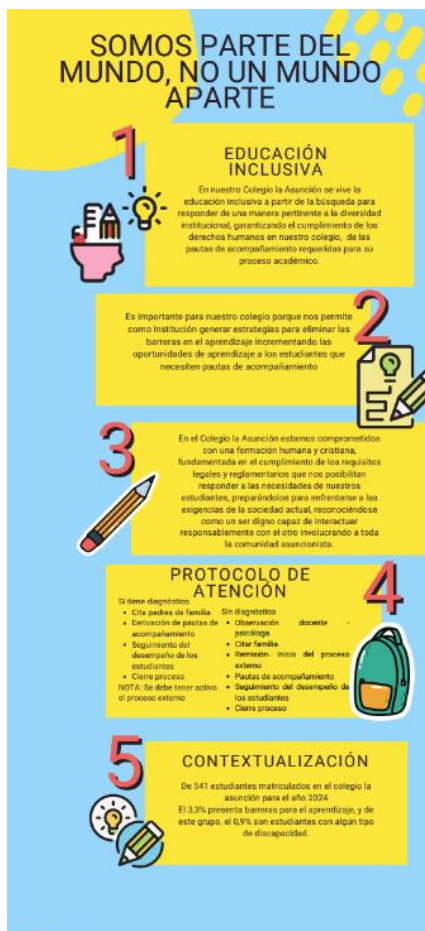 SOMOS PARTE DEL
MUNDO, NO UN MUNDO
APARTE
1
EDUCACIÓN
INCLUSIVA
En nuestro Colegio la Asunción se vive la
educación inclusiva a partir de la búsqueda para
responder de una manera pertinente a la diversidad
institucional, garantizando el cumplimiento de los
derechos humanos en nuestro colegio, de las
pautas de acompañamiento requeridas para su
proceso académico.
2
Es importante para nuestro colegio porque nos permite
como institución generar estrategias para eliminar las
barreras en el aprendizaje incrementando las
oportunidades de aprendizaje a los estudiantes que
necesiten pautas de acompañamiento
3
En el Colegio la Asunción estamos comprometidos
con una formación humana y cristiana,
fundamentada en el cumplimiento de los requisitos
legales y reglamentarios que nos posibilitan
responder a las necesidades de nuestros
estudiantes, preparándolos para enfrentarse a las
exigencias de la sociedad actual, reconociéndose
como un ser digno capaz de interactuar
responsablemente con el otro involucrando a toda
la comunidad asuncionista.
4
PROTOCOLO DE
ATENCIÓN
Si tiene diagnóstico
• Cita padres de familia
• Derivación de pautas de
acompañamiento
• Seguimiento del
desempeño de los
estudiantes
• Cierre proceso
NOTA: Se debe tener activo
el proceso externo
Sin diagnóstico
• Observación docente -
psicóloga
• Citar familia
• Remisión- inicio del proceso
externo
• Pautas de acompañamiento
• Seguimiento del desempeño de
los estudiantes
• Cierre proceso
5
CONTEXTUALIZACIÓN
De 541 estudiantes matriculados en el colegio la
asunción para el año 2024
El 3,3% presenta barreras para el aprendizaje, y de
este grupo, el 0,9% son estudiantes con algún tipo
de discapacidad.